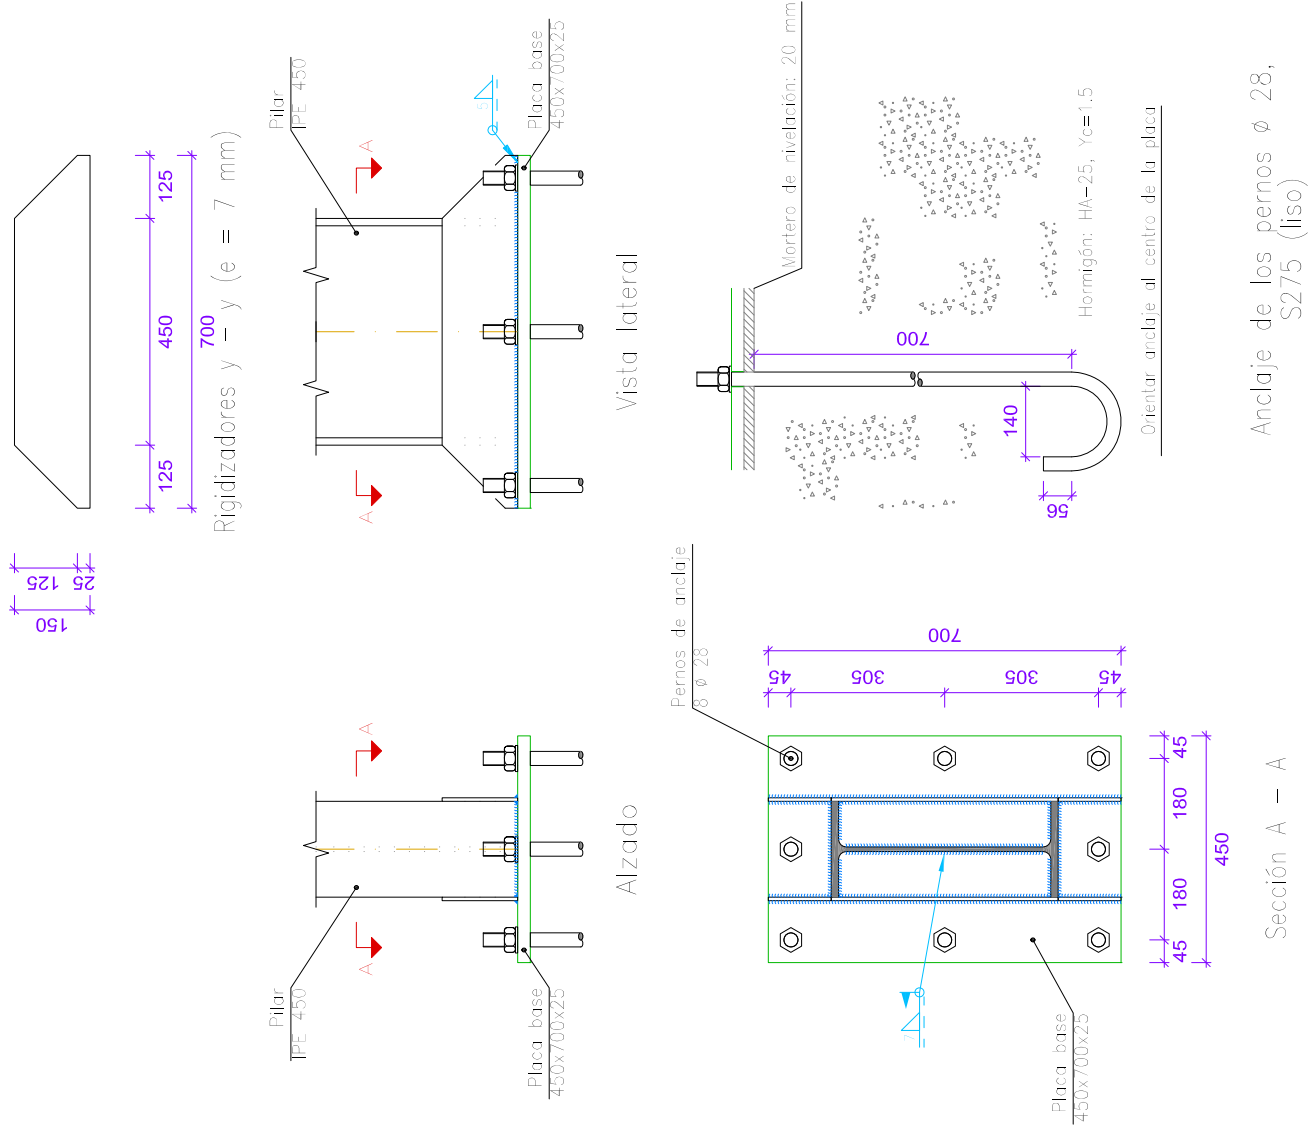 150
125
25
125
450
125
700
Rigidizadores y - y (e = 7 mm)
Pilar
IPE 450
A
A
Placa base
450x700x25
Alzado
Pilar
IPE 450
A
A
5
Placa base
450x700x25
Vista lateral
Pernos de anclaje
8 ø 28
700
45
305
305
45
45
180
180
45
450
7
Placa base
450x700x25
Sección A - A
Mortero de nivelación: 20 mm
700
140
56
Hormigón: HA-25, Yc=1.5
Orientar anclaje al centro de la placa
Anclaje de los pernos ø 28,
S275 (liso)